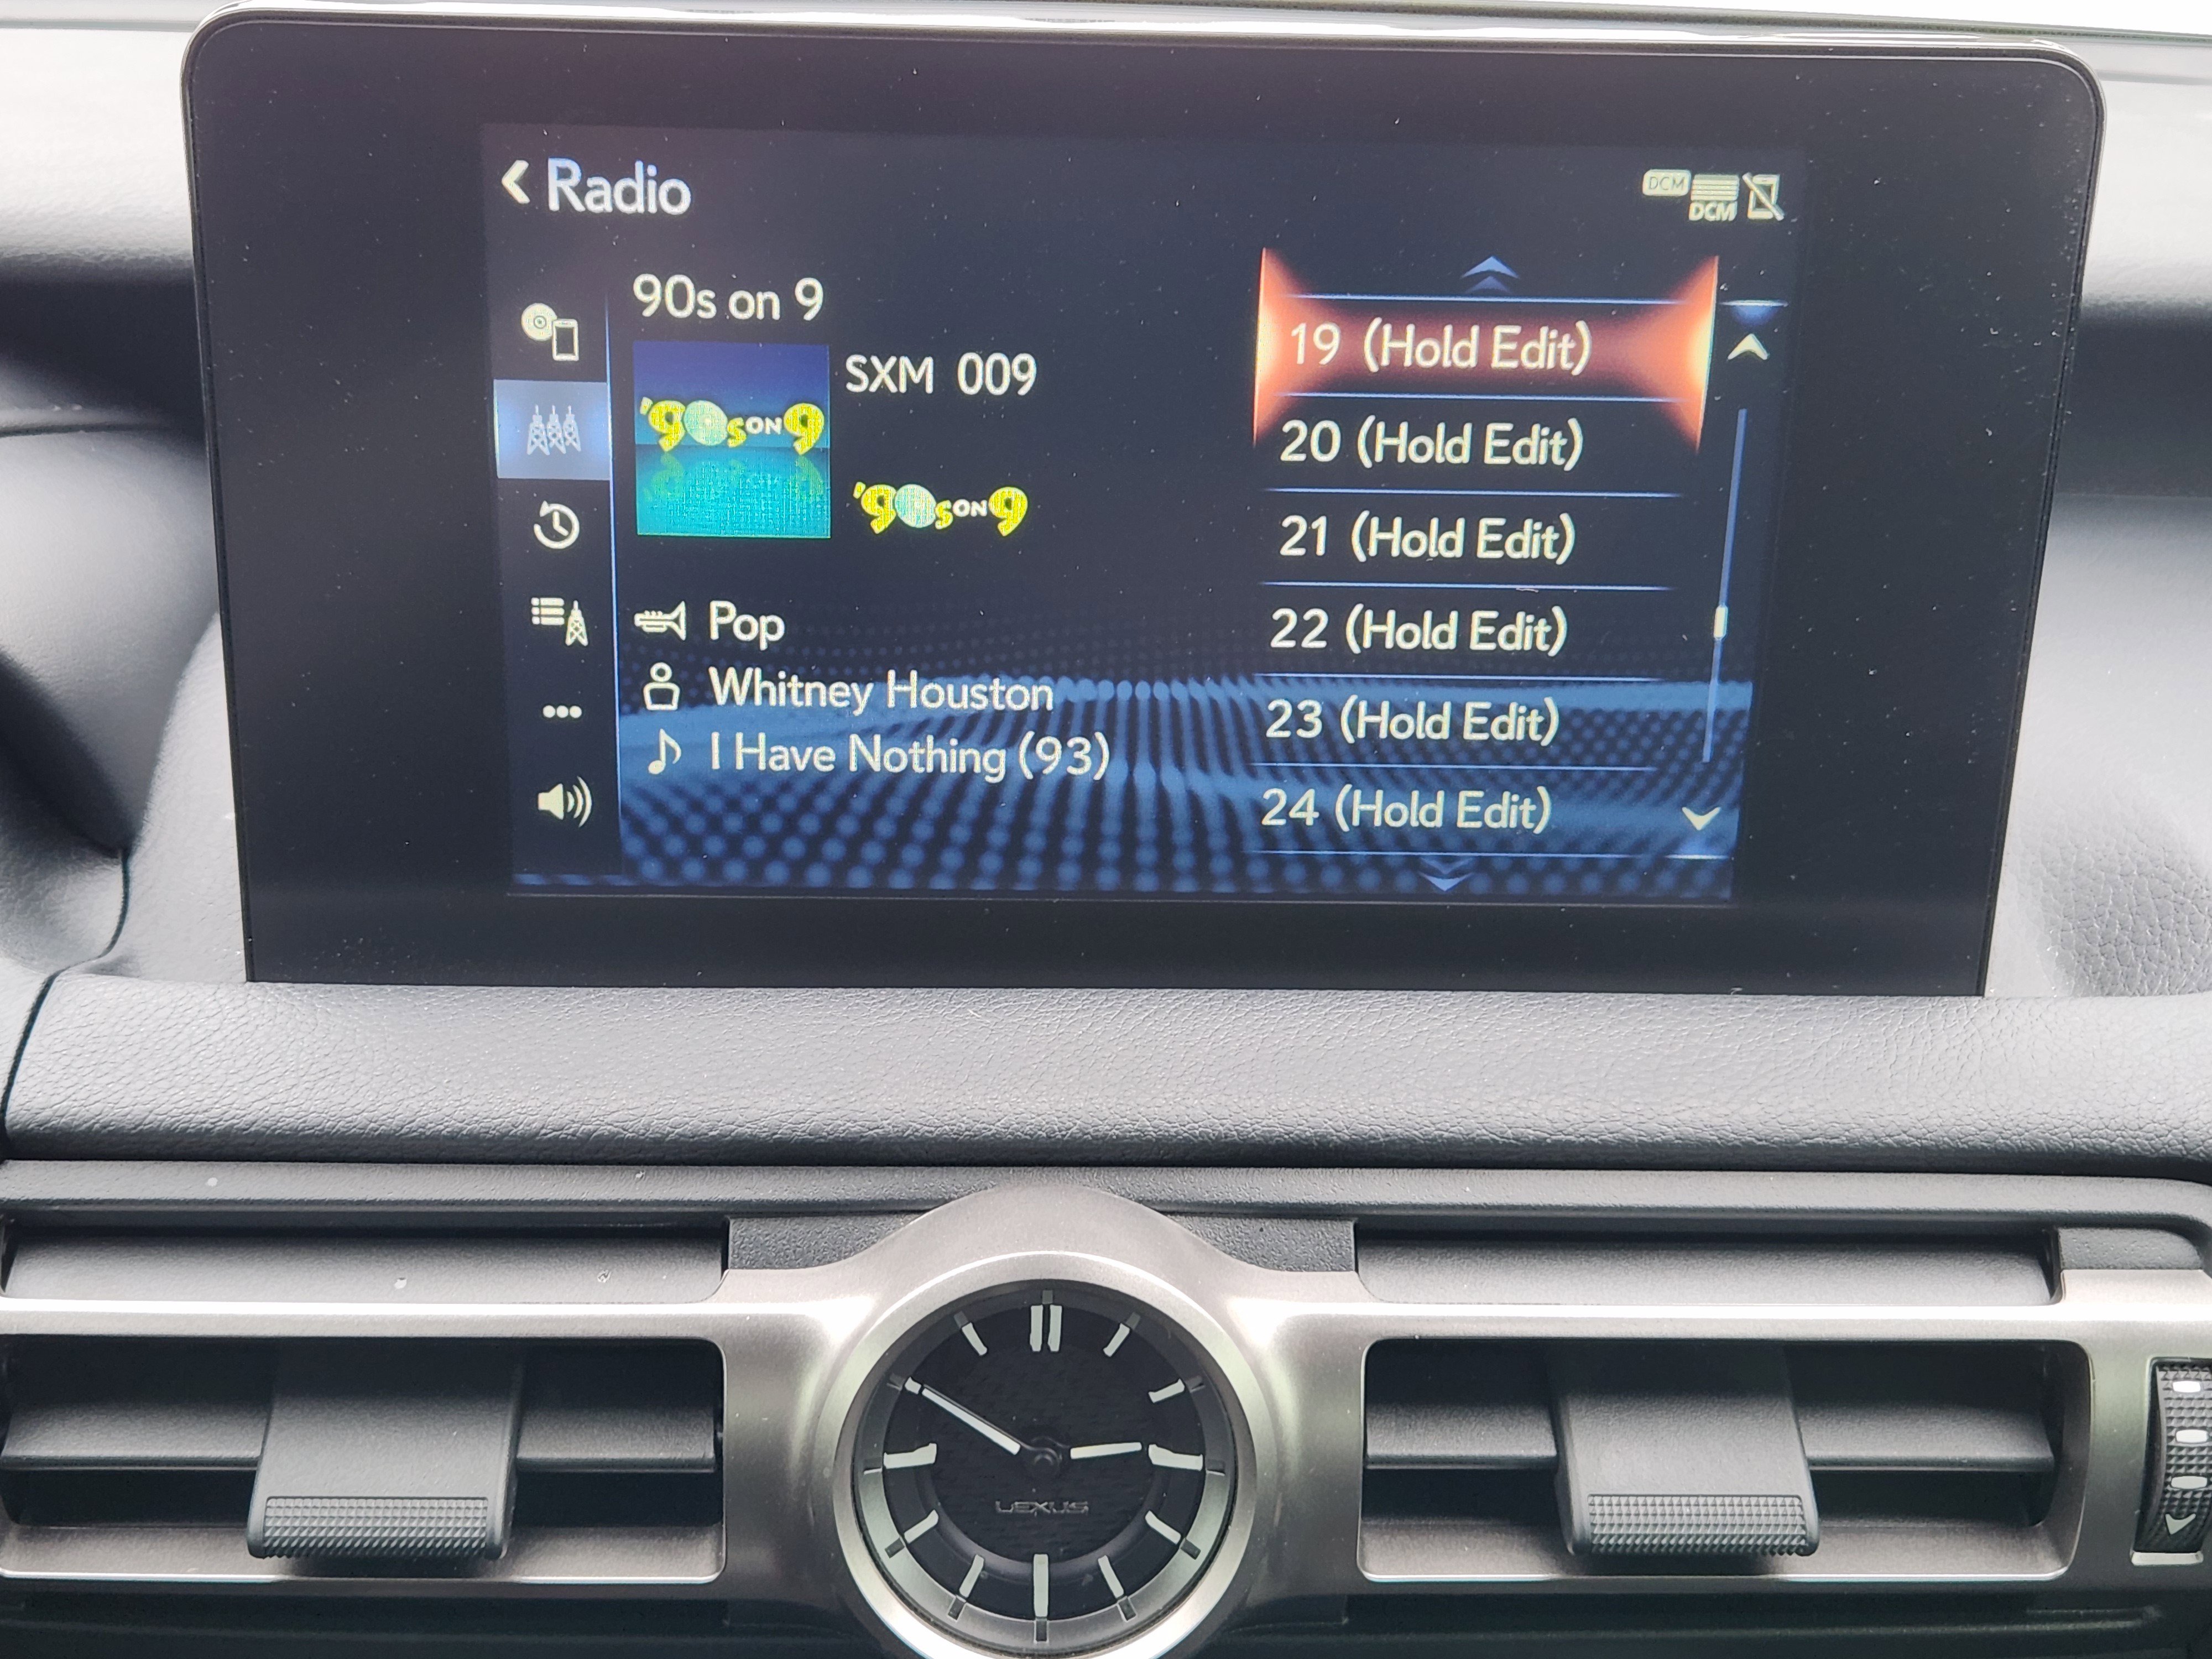 Radio
DCM
DCM
90s on 9
'90s ON 9
SXM 009
'90s ON 9
Pop
Whitney Houston
I Have Nothing (93)
19 (Hold Edit)
20 (Hold Edit)
21 (Hold Edit)
22 (Hold Edit)
23 (Hold Edit)
24 (Hold Edit)
LEXUS